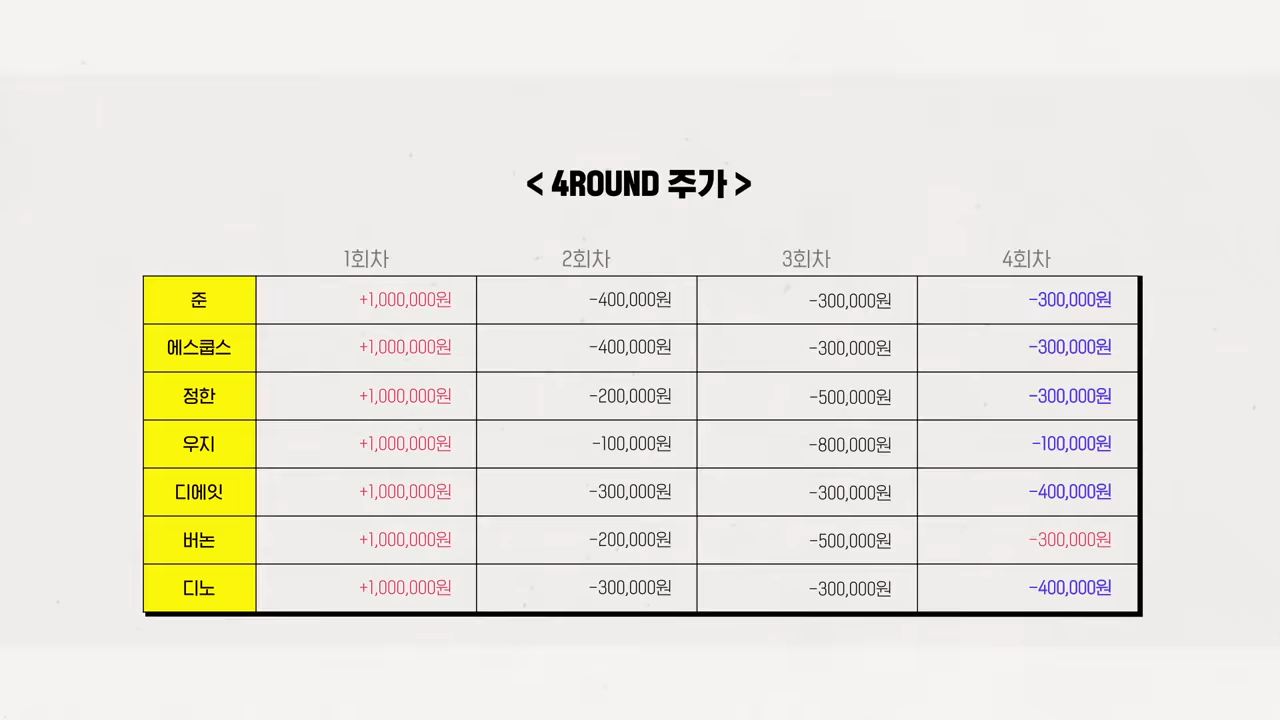 < 4ROUND 주가 >
1회차 2회차 3회차 4회차
준 +1,000,000원 -400,000원 -300,000원 -300,000원
에스쿱스 +1,000,000원 -400,000원 -300,000원 -300,000원
정한 +1,000,000원 -200,000원 -500,000원 -300,000원
우지 +1,000,000원 -100,000원 -800,000원 -100,000원
디에잇 +1,000,000원 -300,000원 -300,000원 -400,000원
버논 +1,000,000원 -200,000원 -500,000원 -300,000원
디노 +1,000,000원 -300,000원 -300,000원 -400,000원